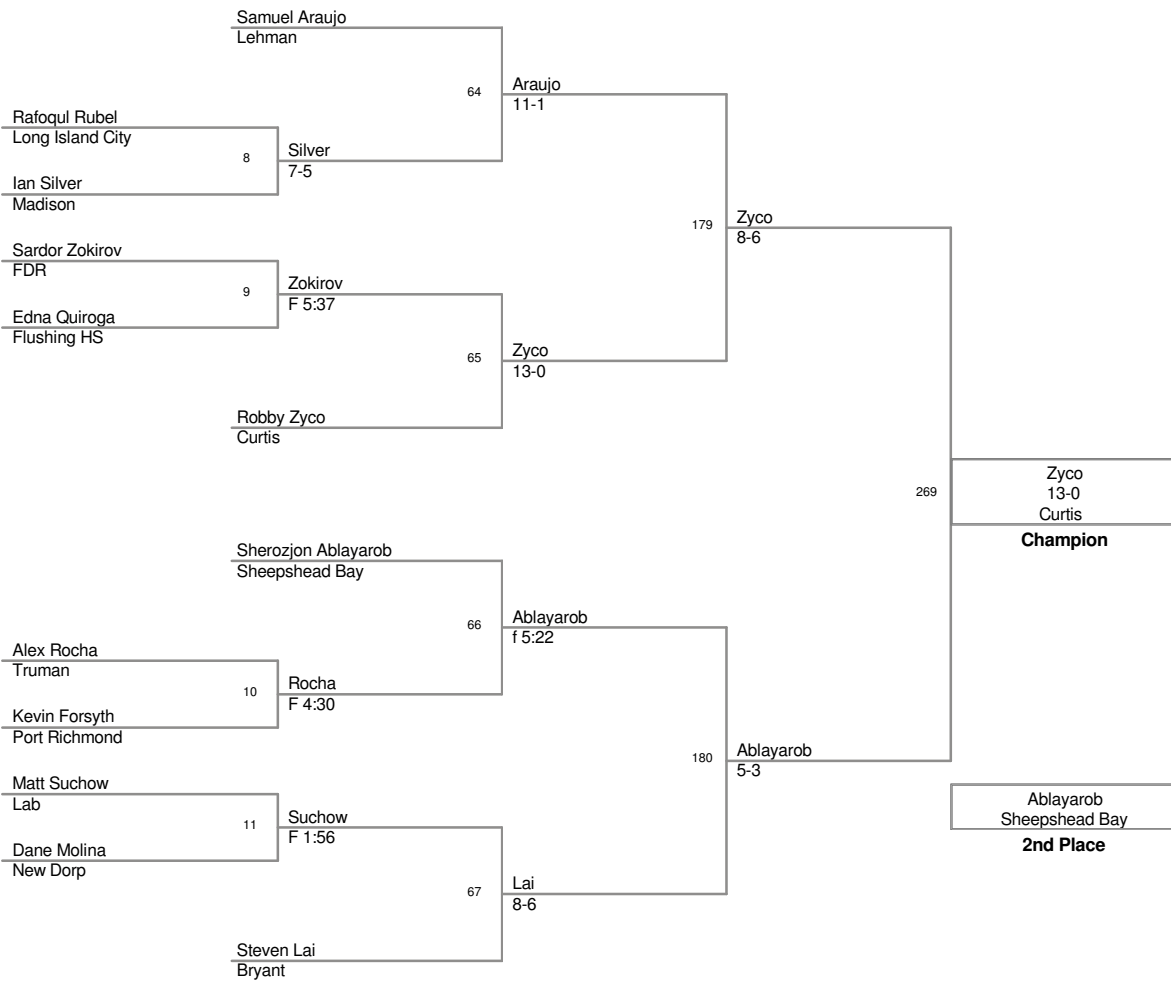 Samuel Araujo
Lehman
64
Araujo
11-1
Rafoqul Rubel
Long Island City
8
Silver
7-5
Ian Silver
Madison
179
Zyco
8-6
Sardor Zokirov
FDR
9
Zokirov
F 5:37
Edna Quiroga
Flushing HS
65
Zyco
13-0
Robby Zyco
Curtis
269
Zyco
13-0
Curtis
Champion
Sherozjon Ablayarob
Sheepshead Bay
66
Ablayarob
f 5:22
Alex Rocha
Truman
10
Rocha
F 4:30
Kevin Forsyth
Port Richmond
180
Ablayarob
5-3
Matt Suchow
Lab
11
Suchow
F 1:56
Dane Molina
New Dorp
67
Lai
8-6
Steven Lai
Bryant
Ablayarob
Sheepshead Bay
2nd Place